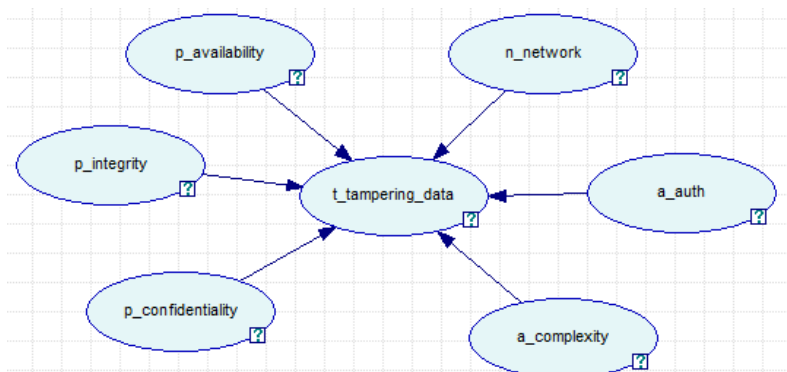 p_availability
?
n_network
?
p_integrity
?
t_tampering_data
?
a_auth
?
p_confidentiality
?
a_complexity
?